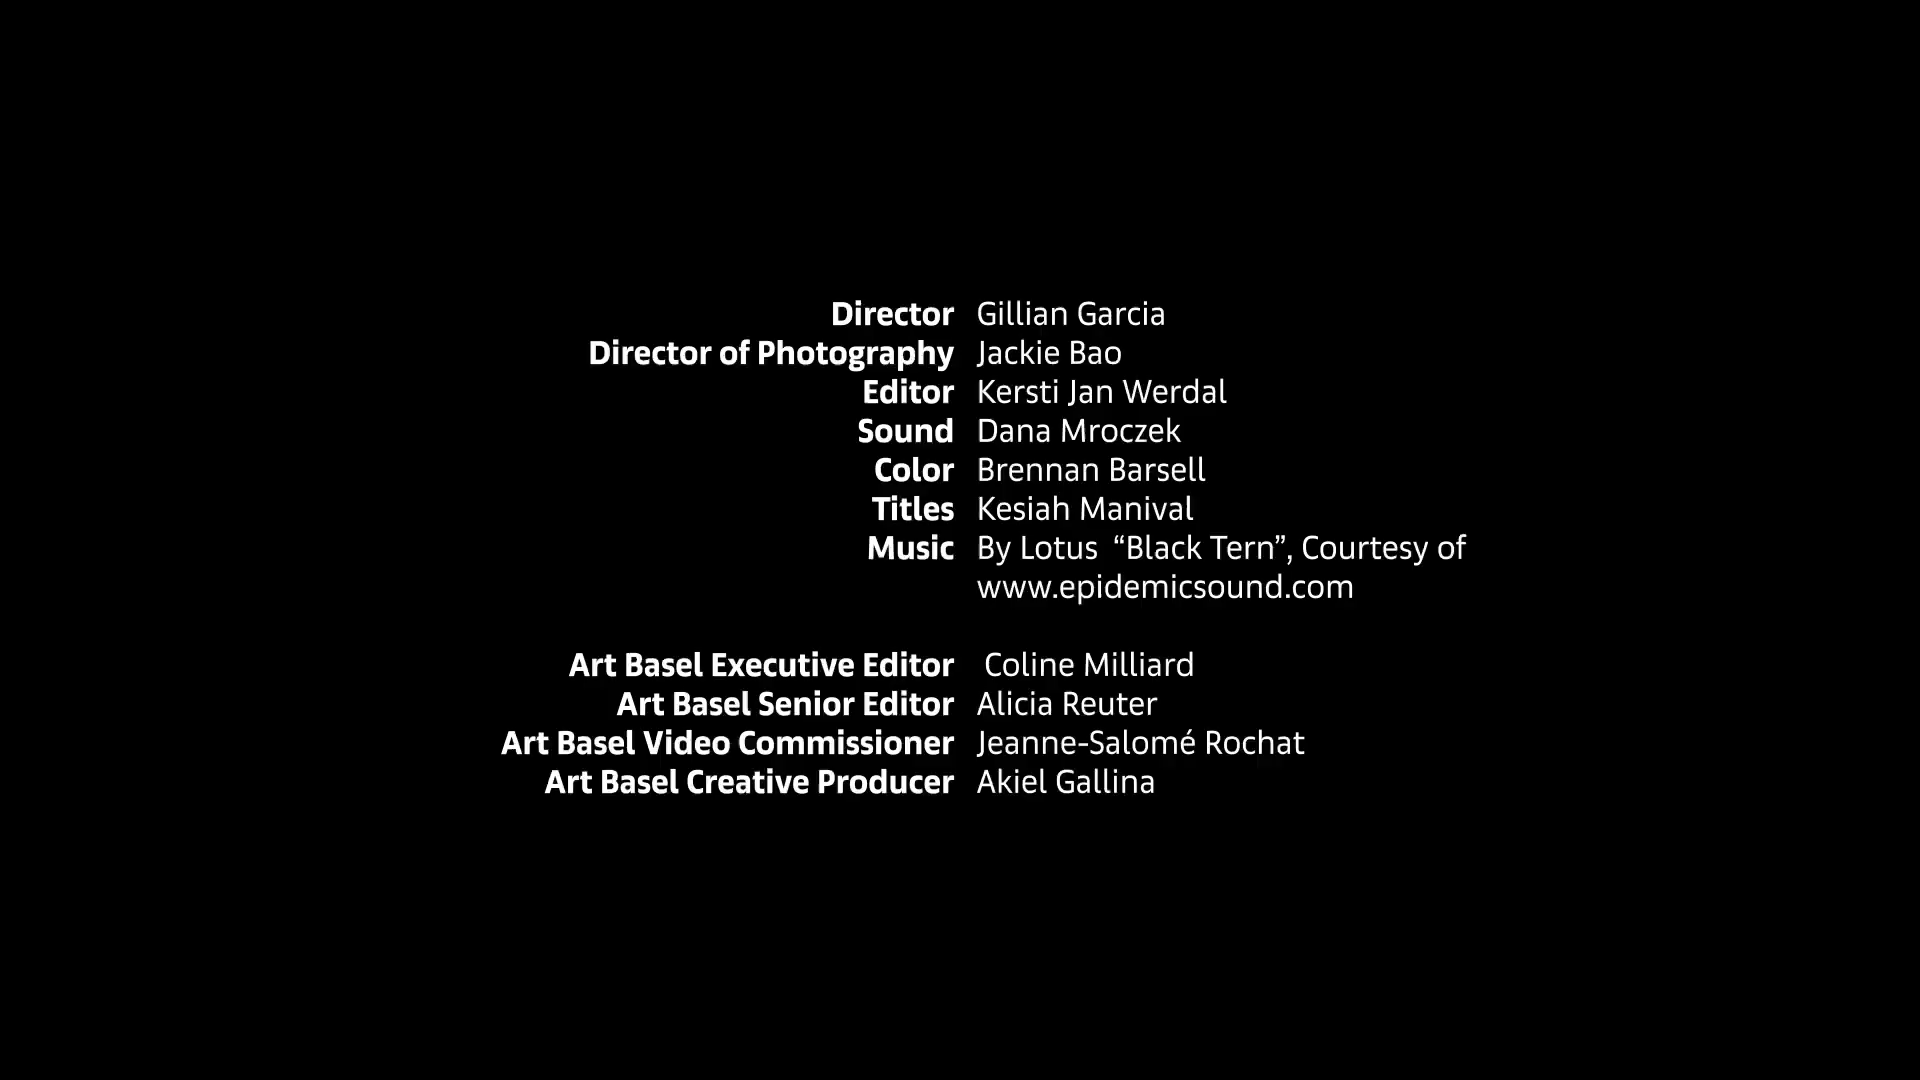 Director Gillian Garcia
Director of Photography Jackie Bao
Editor Kersti Jan Werdal
Sound Dana Mroczek
Color Brennan Barsell
Titles Kesiah Manival
Music By Lotus “Black Tern”, Courtesy of
www.epidemicsound.com
Art Basel Executive Editor Coline Milliard
Art Basel Senior Editor Alicia Reuter
Art Basel Video Commissioner Jeanne-Salomé Rochat
Art Basel Creative Producer Akiel Gallina